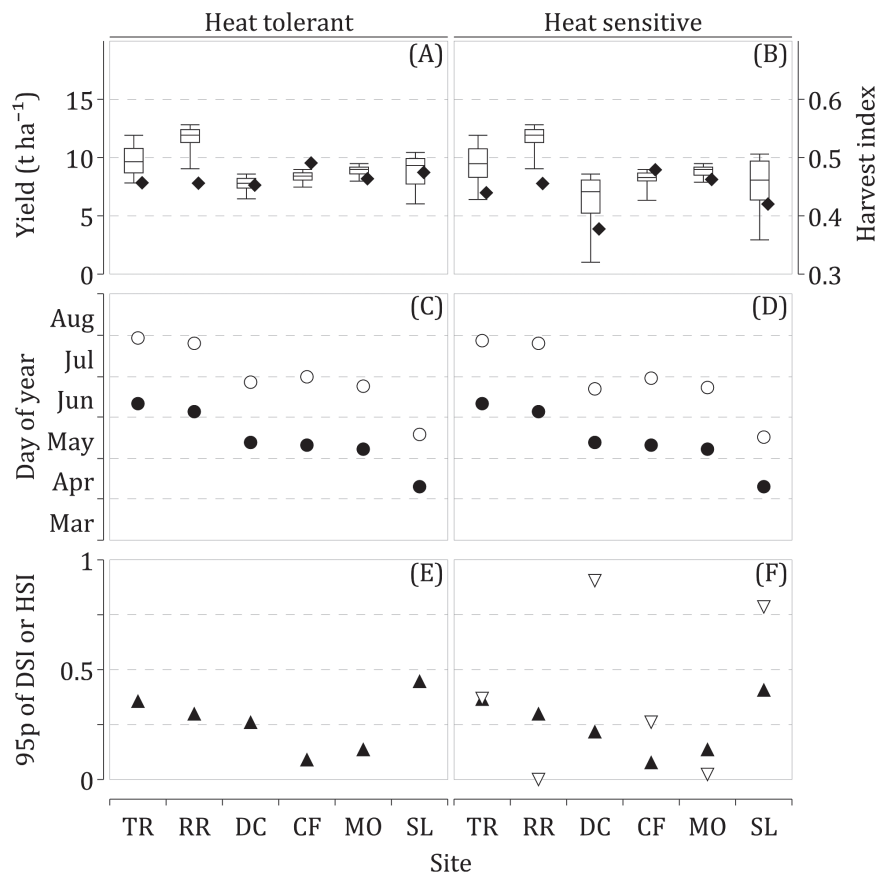 Heat tolerant Heat sensitive
(A) (B)
Yield (t ha⁻¹)
15
10
5
0
0.6
0.5
0.4
0.3
Harvest index
(C) (D)
Day of year
Aug
Jul
Jun
May
Apr
Mar
(E) (F)
95p of DSI or HSI
1
0.5
0
TR RR DC CF MO SL TR RR DC CF MO SL
Site